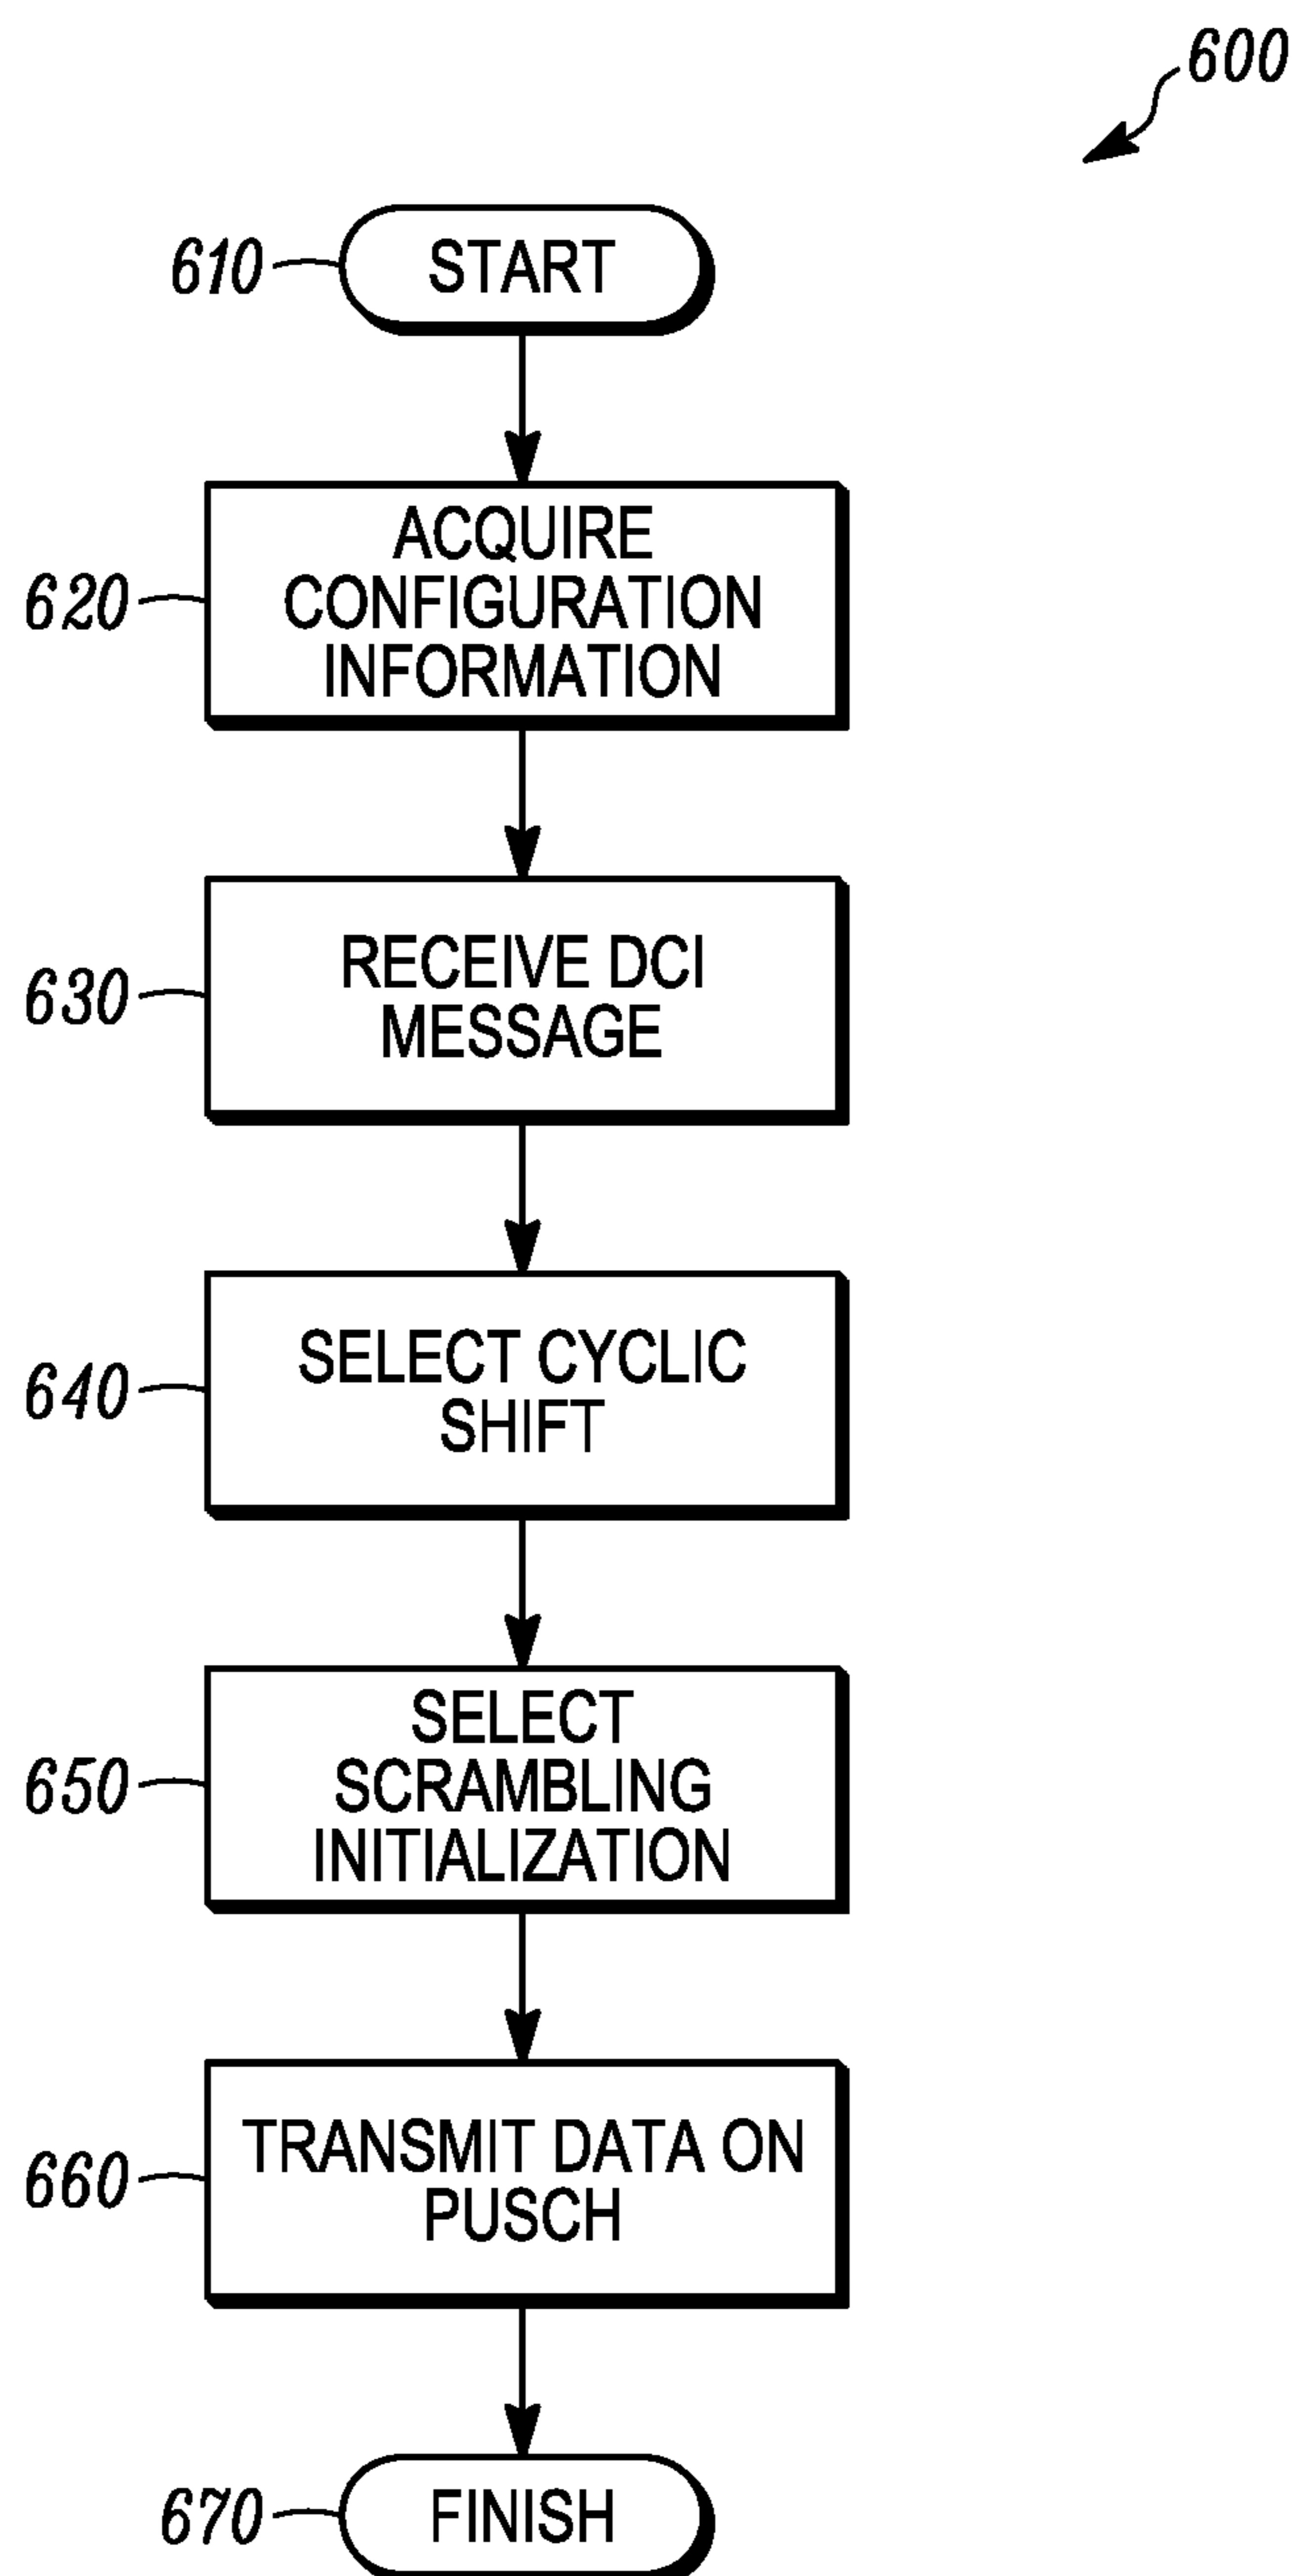 600
610
START
620
ACQUIRE
CONFIGURATION
INFORMATION
630
RECEIVE DCI
MESSAGE
640
SELECT CYCLIC
SHIFT
650
SELECT
SCRAMBLING
INITIALIZATION
660
TRANSMIT DATA ON
PUSCH
670
FINISH